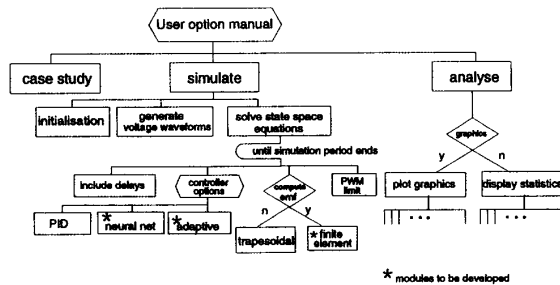 User option manual
case study
simulate
analyse
initialisation
generate
voltage waveforms
solve state space
equations
until simulation period ends
graphics
y
n
include delays
controller
options
compute
emf
PWM
limit
plot graphics
display statistics
n
y
PID
* neural net
* adaptive
trapesoidal
* finite
element
• • •
• • •
* modules to be developed